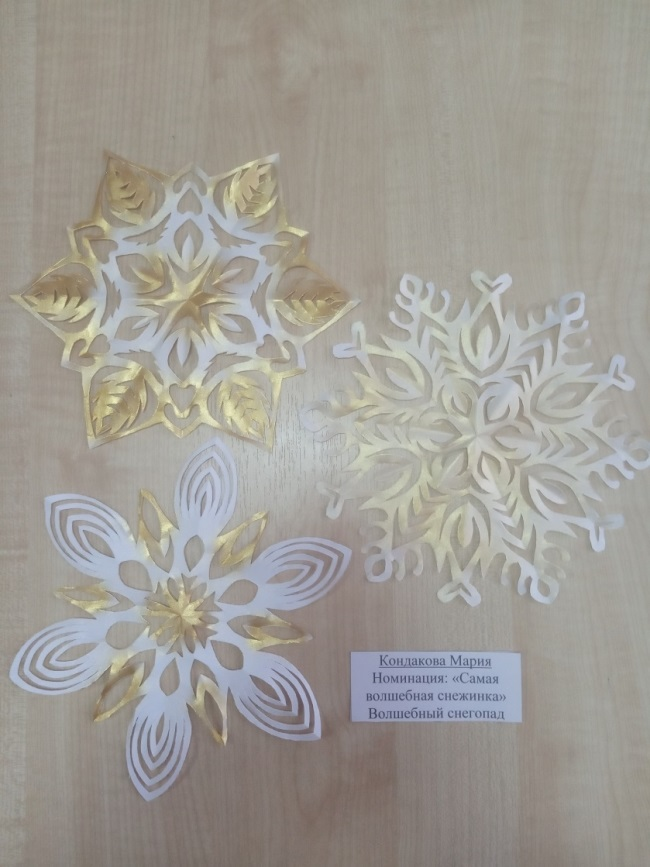 Кондакова Мария
Номинация: «Самая
волшебная снежинка»
Волшебный снегопад